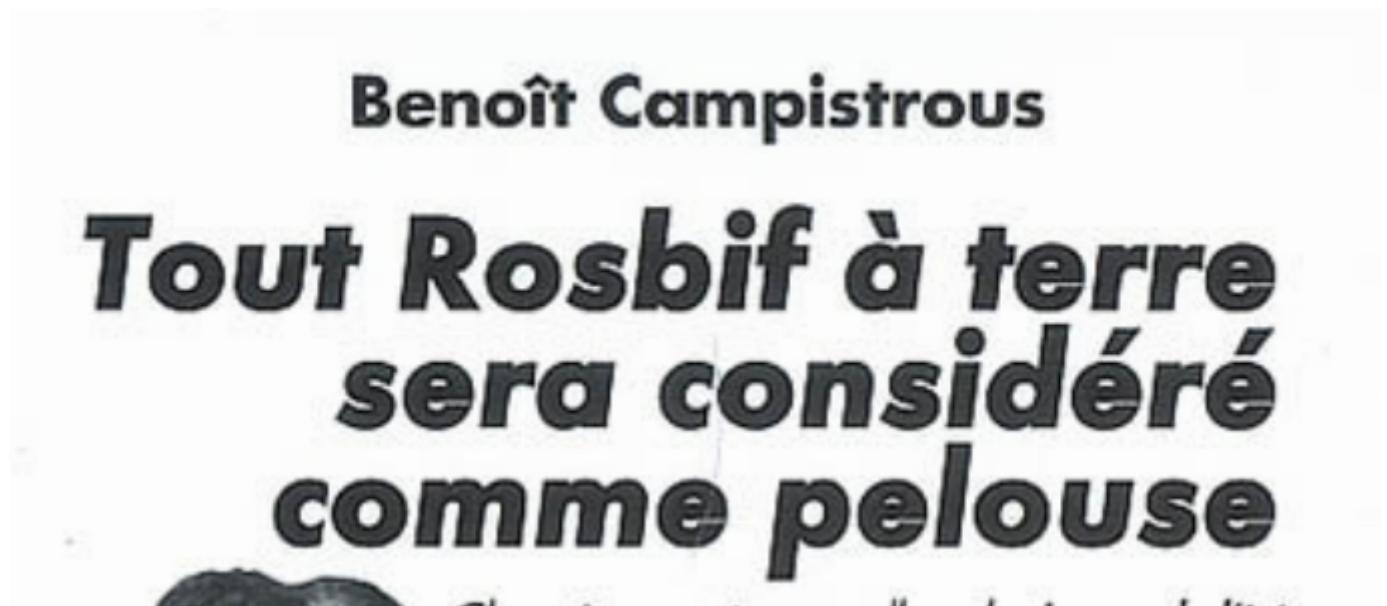 Benoît Campistrous
Tout Rosbif à terre
sera considéré
comme pelouse